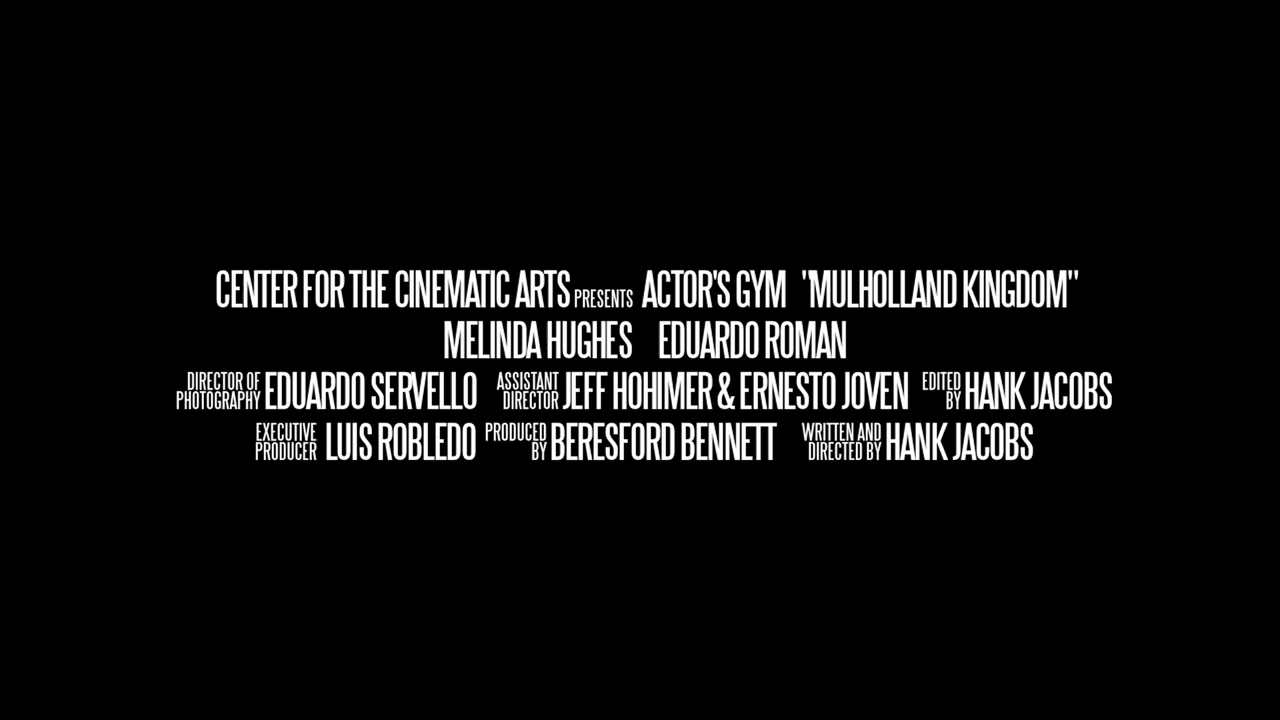 CENTER FOR THE CINEMATIC ARTS PRESENTS ACTOR'S GYM "MULHOLLAND KINGDOM"
MELINDA HUGHES EDUARDO ROMAN
DIRECTOR OF PHOTOGRAPHY EDUARDO SERVELLO ASSISTANT DIRECTOR JEFF HOHIMER & ERNESTO JOVEN EDITED BY HANK JACOBS
EXECUTIVE PRODUCER LUIS ROBLEDO PRODUCED BY BERESFORD BENNETT WRITTEN AND DIRECTED BY HANK JACOBS